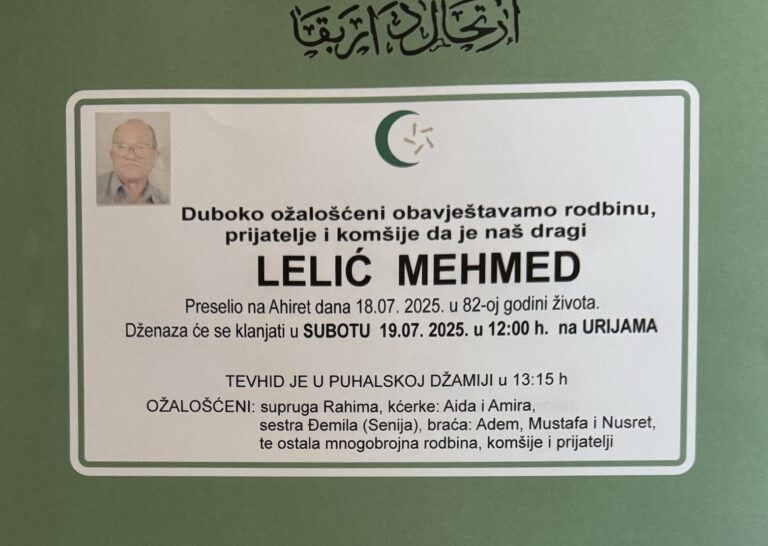 Duboko ožalošćeni obavještavamo rodbinu,
prijatelje i komšije da je naš dragi
LELIĆ MEHMED
Preselio na Ahiret dana 18.07. 2025. u 82-oj godini života.
Dženaza će se klanjati u SUBOTU 19.07. 2025. u 12:00 h. na URIJAMA
TEVHID JE U PUHALSKOJ DŽAMIJI u 13:15 h
OŽALOŠĆENI: supruga Rahima, kćerke: Aida i Amira,
sestra Đemila (Senija), braća: Adem, Mustafa i Nusret,
te ostala mnogobrojna rodbina, komšije i prijatelji